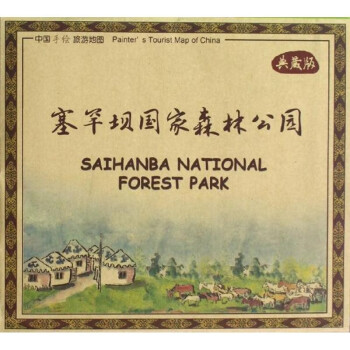 中国手绘旅游地图 Painter's Tourist Map of China
典藏版
塞罕坝国家森林公园
SAIHANBA NATIONAL
FOREST PARK